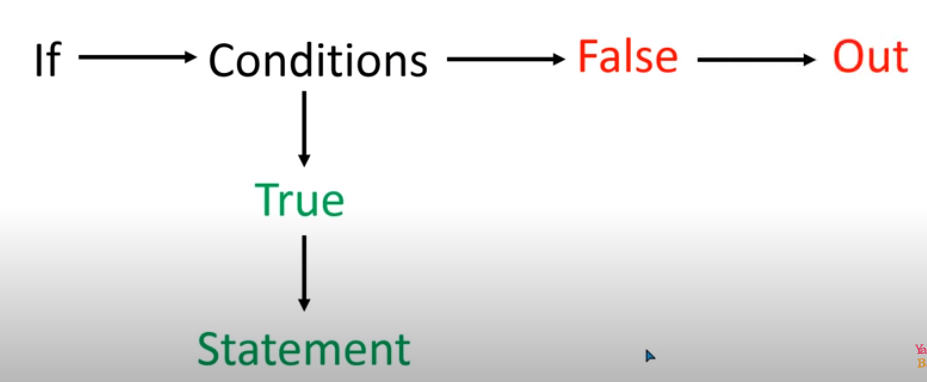 If Conditions False Out
True
Statement